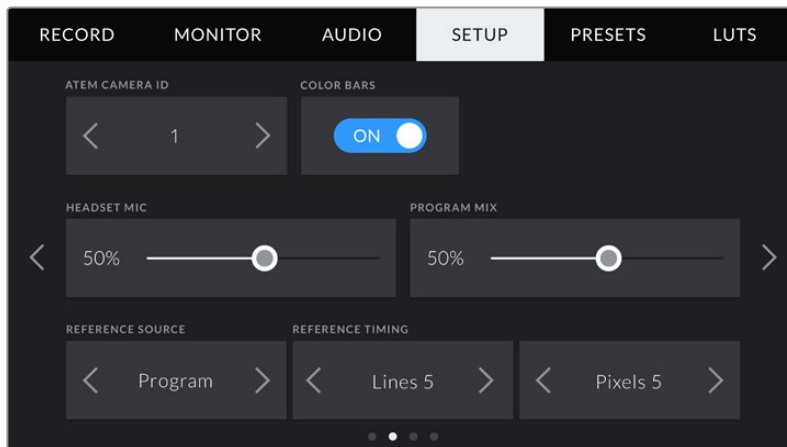 RECORD MONITOR AUDIO SETUP PRESETS LUTS
ATEM CAMERA ID COLOR BARS
1 ON
HEADSET MIC PROGRAM MIX
50% 50%
REFERENCE SOURCE REFERENCE TIMING
Program Lines 5 Pixels 5